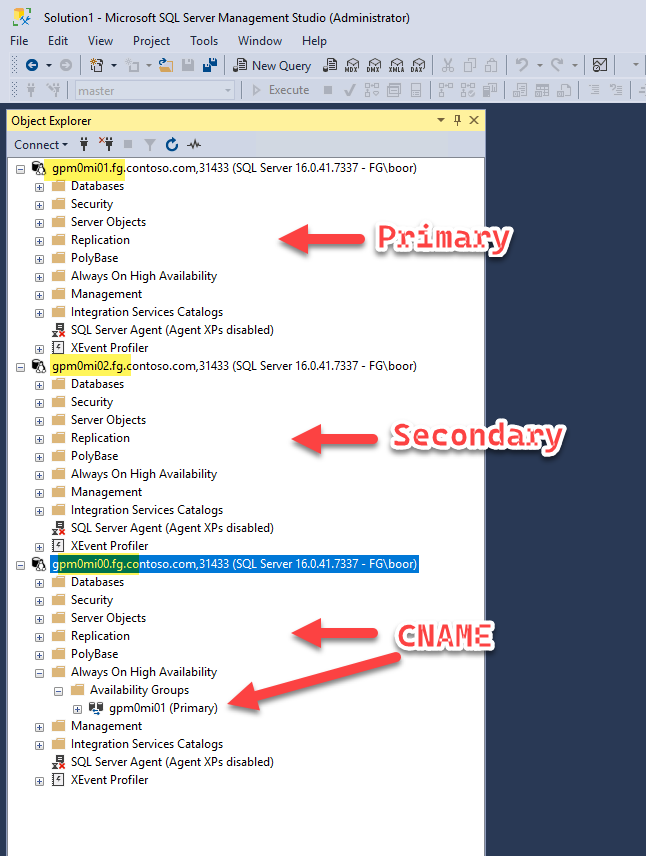 Solution1 - Microsoft SQL Server Management Studio (Administrator)
File Edit View Project Tools Window Help
New Query MDX DMX XMLA DAX
master Execute
Object Explorer
Connect
gpm0mi01.fg.contoso.com,31433 (SQL Server 16.0.41.7337 - FG\boor)
Databases
Security
Server Objects
Replication
PolyBase
Always On High Availability
Management
Integration Services Catalogs
SQL Server Agent (Agent XPs disabled)
XEvent Profiler
Primary
gpm0mi02.fg.contoso.com,31433 (SQL Server 16.0.41.7337 - FG\boor)
Databases
Security
Server Objects
Replication
PolyBase
Always On High Availability
Management
Integration Services Catalogs
SQL Server Agent (Agent XPs disabled)
XEvent Profiler
Secondary
gpm0mi00.fg.contoso.com,31433 (SQL Server 16.0.41.7337 - FG\boor)
Databases
Security
Server Objects
Replication
PolyBase
Always On High Availability
Availability Groups
gpm0mi01 (Primary)
Management
Integration Services Catalogs
SQL Server Agent (Agent XPs disabled)
XEvent Profiler
CNAME